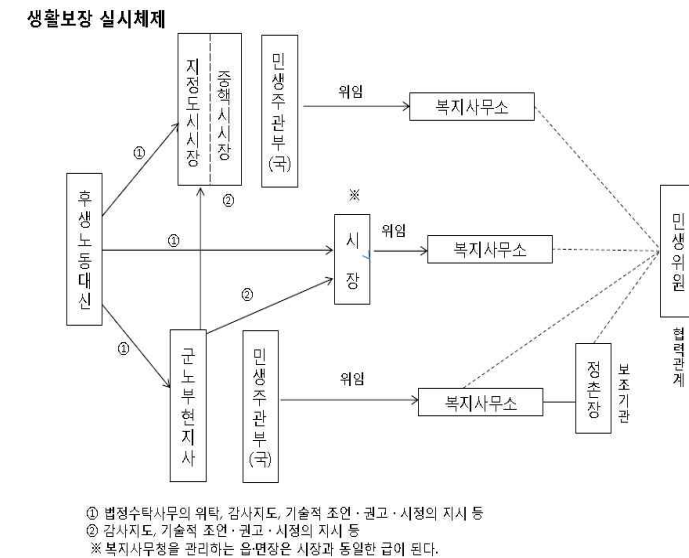 생활보장 실시체제
지정도시시장
중핵시시장
민생주관부(국)
위임
복지사무소
①
②
※
후생노동대신
①
시장
위임
복지사무소
민생위원
②
①
군노부현지사
민생주관부(국)
위임
복지사무소
정촌장
보조기관
협력관계
① 법정수탁사무의 위탁, 감사지도, 기술적 조언 · 권고 · 시정의 지시 등
② 감사지도, 기술적 조언 · 권고 · 시정의 지시 등
※ 복지사무청을 관리하는 읍·면장은 시장과 동일한 급이 된다.